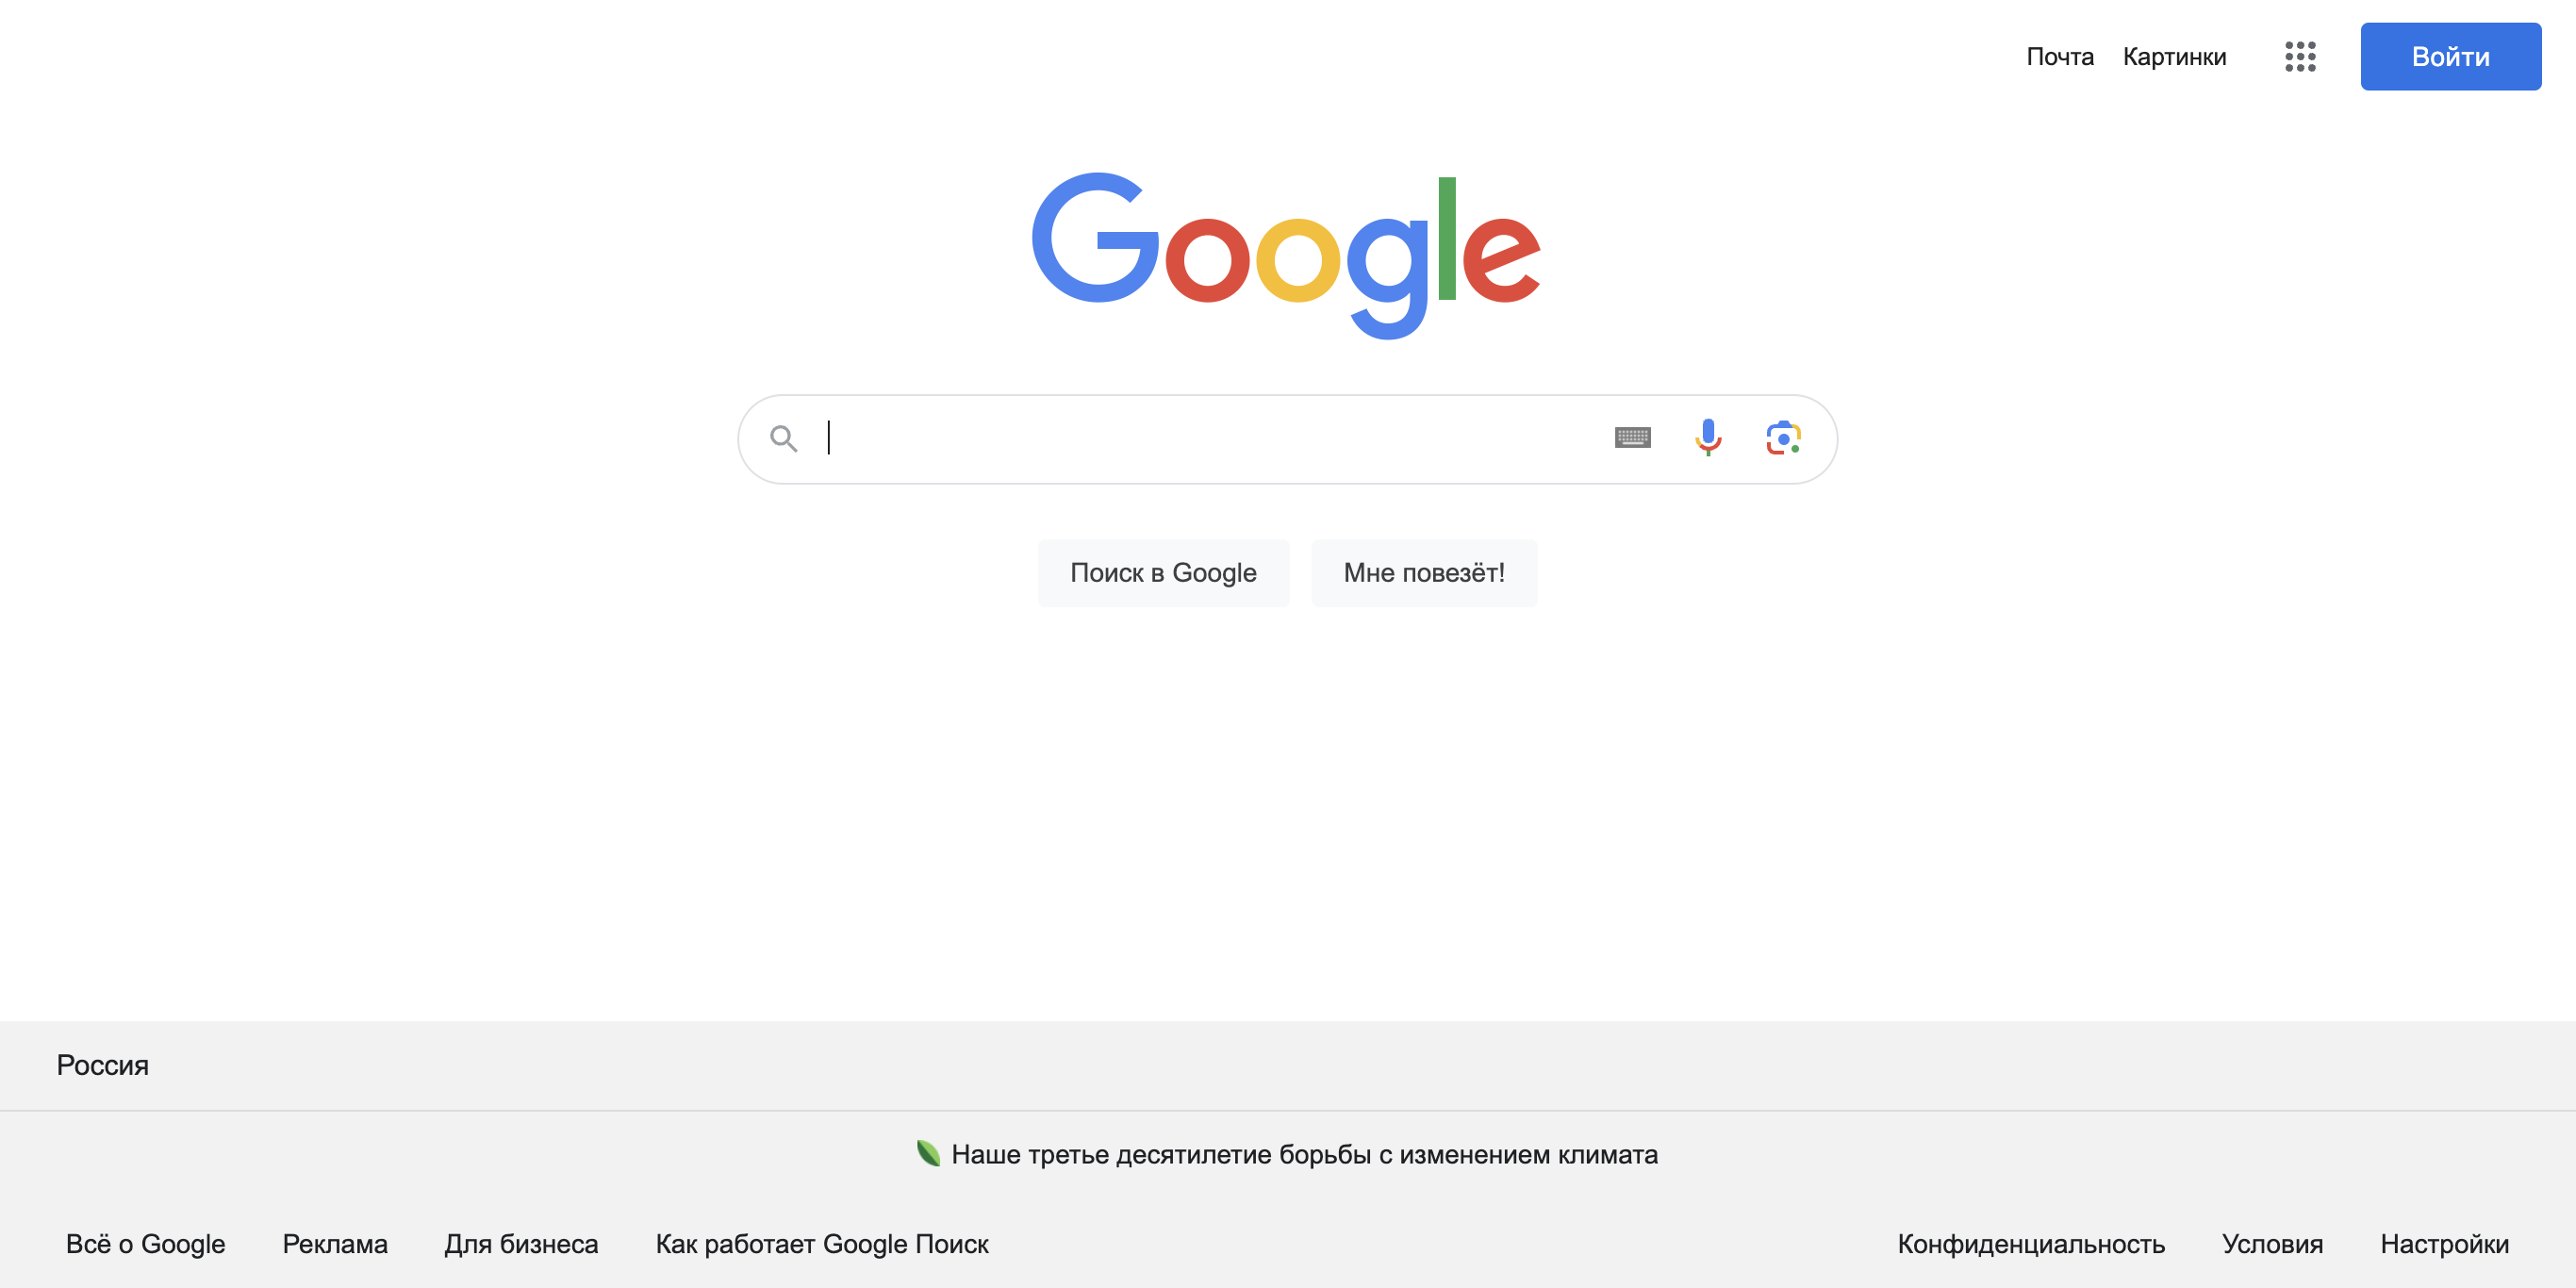 Почта Картинки Войти
Google
Поиск в Google Мне повезёт!
Россия
Наше третье десятилетие борьбы с изменением климата
Всё о Google Реклама Для бизнеса Как работает Google Поиск Конфиденциальность Условия Настройки